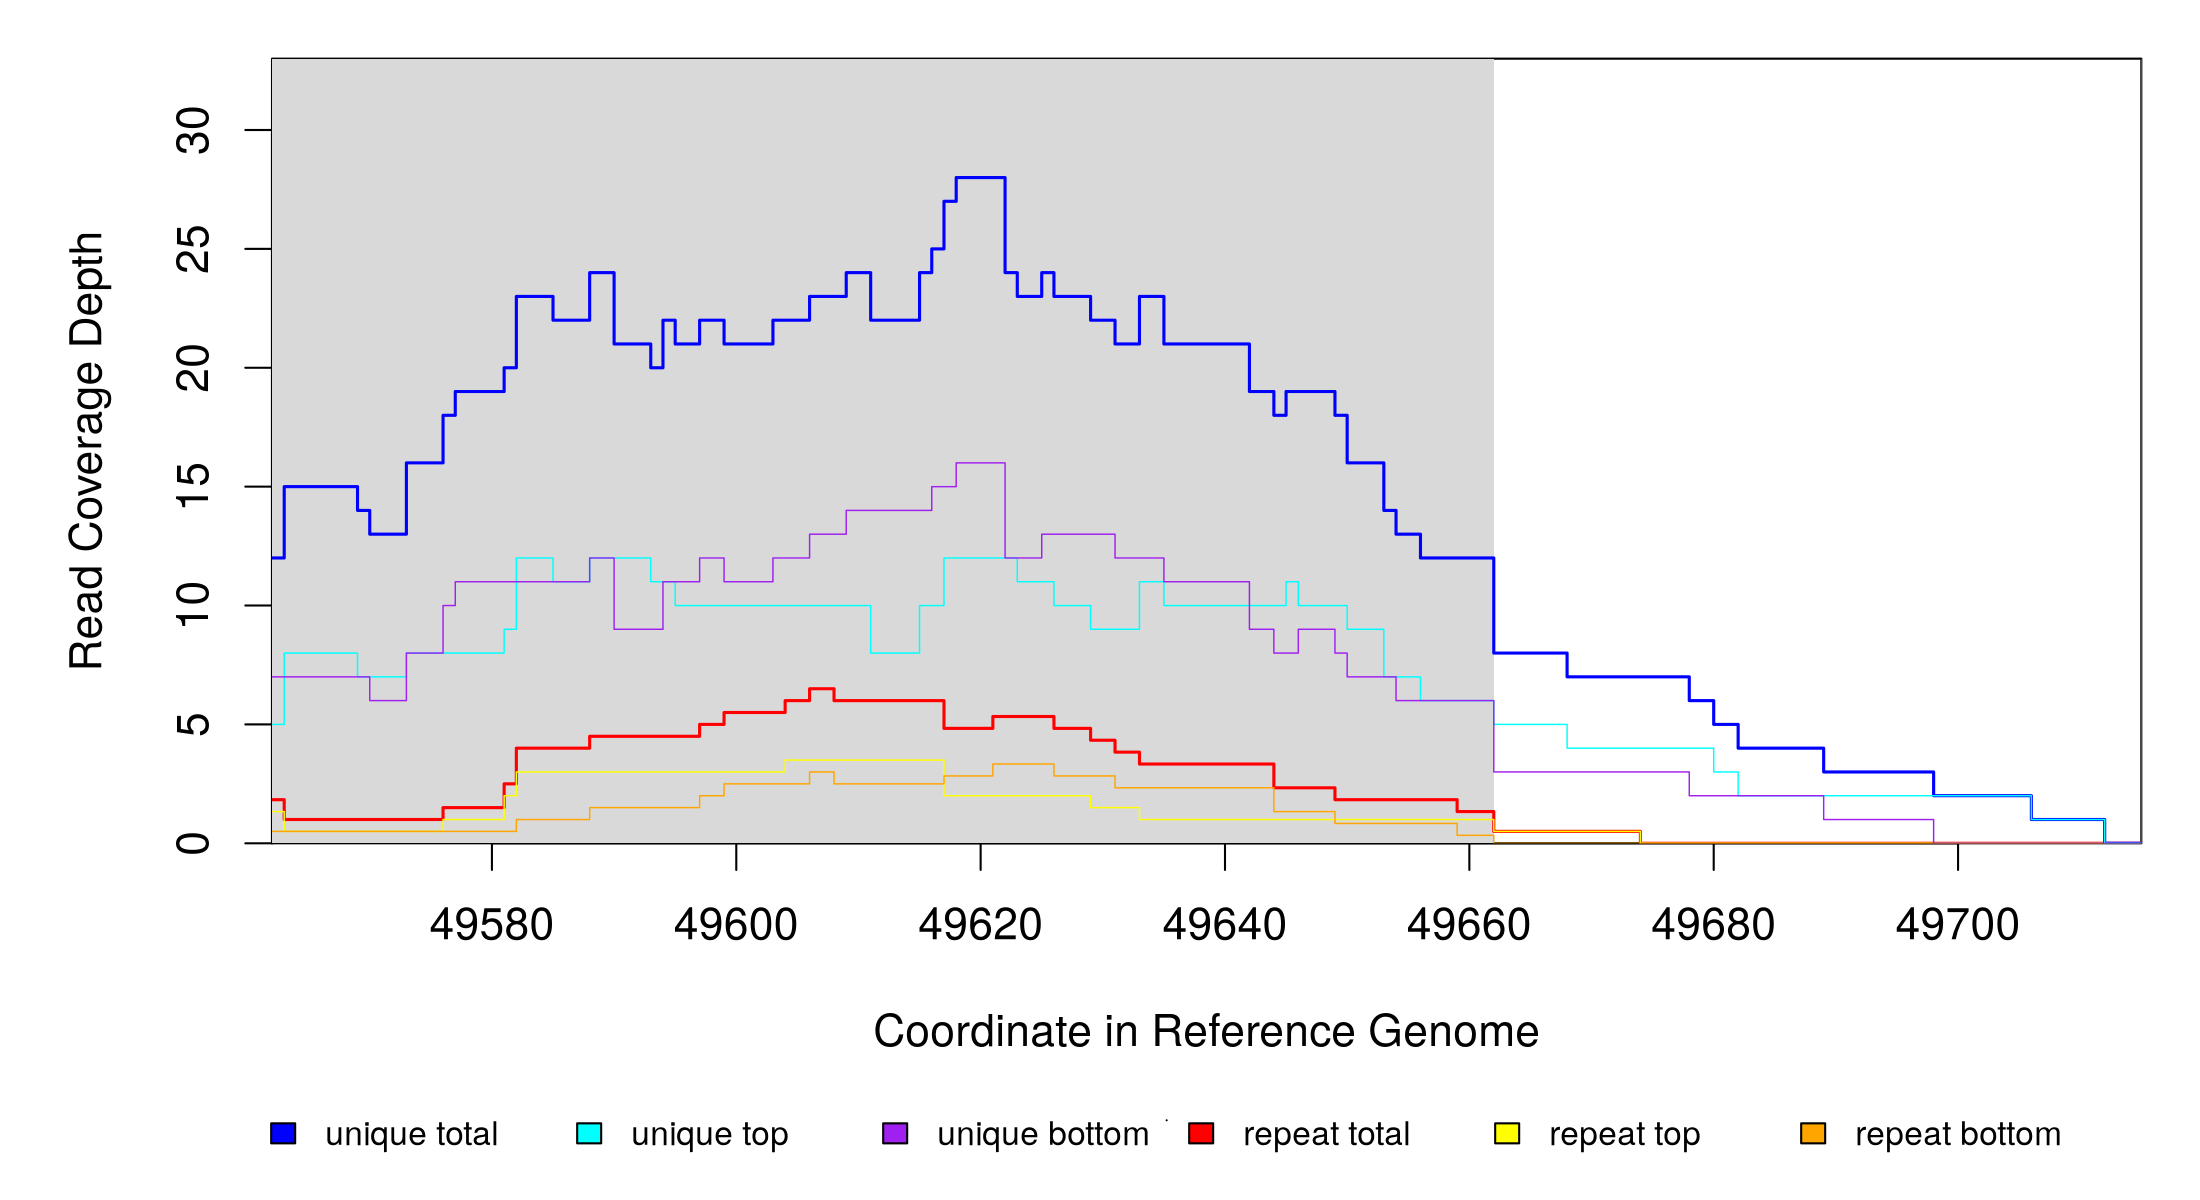 Read Coverage Depth
30
25
20
15
10
5
0
49580 49600 49620 49640 49660 49680 49700
Coordinate in Reference Genome
unique total unique top unique bottom repeat total repeat top repeat bottom